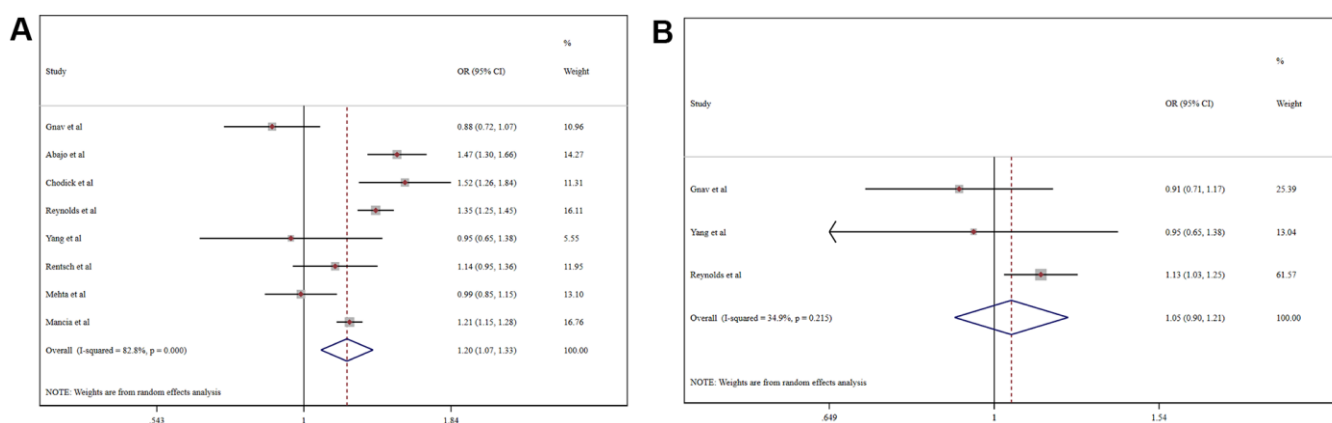 A
%
Study OR (95% CI) Weight
Gnav et al 0.88 (0.72, 1.07) 10.96
Abajo et al 1.47 (1.30, 1.66) 14.27
Chodick et al 1.52 (1.26, 1.84) 11.31
Reynolds et al 1.35 (1.25, 1.45) 16.11
Yang et al 0.95 (0.65, 1.38) 5.55
Rentsch et al 1.14 (0.95, 1.36) 11.95
Mehta et al 0.99 (0.85, 1.15) 13.10
Mancia et al 1.21 (1.15, 1.28) 16.76
Overall (I-squared = 82.8%, p = 0.000) 1.20 (1.07, 1.33) 100.00
NOTE: Weights are from random effects analysis
.543 1 1.84
B
%
Study OR (95% CI) Weight
Gnav et al 0.91 (0.71, 1.17) 25.39
Yang et al 0.95 (0.65, 1.38) 13.04
Reynolds et al 1.13 (1.03, 1.25) 61.57
Overall (I-squared = 34.9%, p = 0.215) 1.05 (0.90, 1.21) 100.00
NOTE: Weights are from random effects analysis
.649 1 1.54